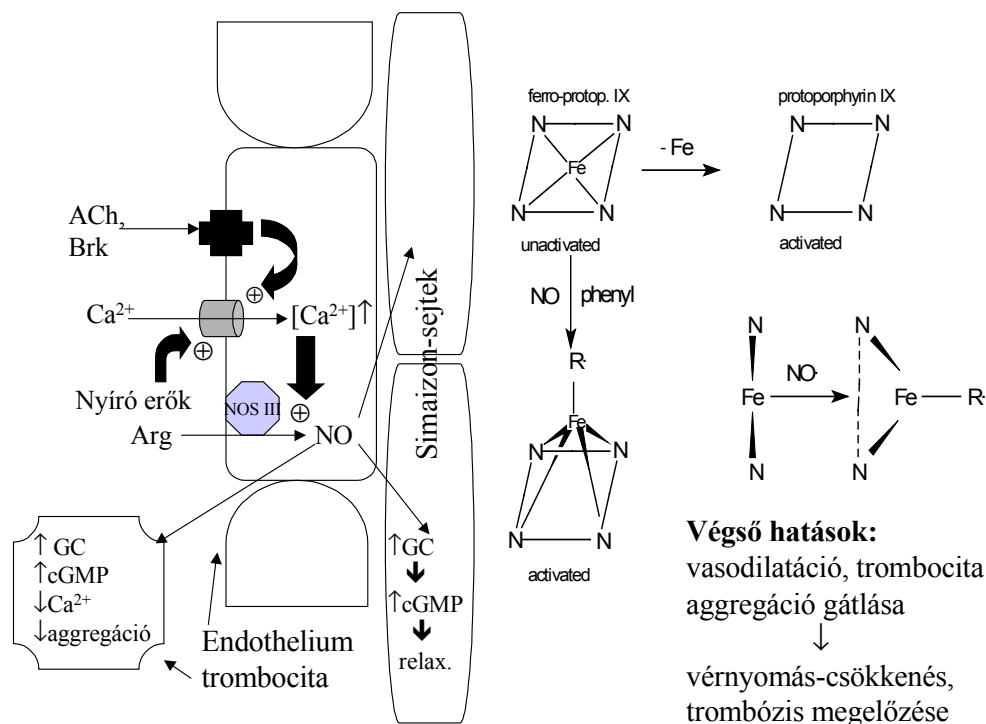 ACh,
Brk
Ca²⁺
[Ca²⁺]↑
⊕
⊕
Nyíró erők
NOS III
⊕
Arg
NO
Simaizon-sejtek
↑ GC
↑cGMP
↓Ca²⁺
↓aggregáció
Endothelium
trombocita
↑GC
↑cGMP
relax.
ferro-protop. IX
N N
Fe
N N
unactivated
- Fe
protoporphyrin IX
N N
N N
activated
NO phenyl
R·
Fe
N N
N N
activated
N
Fe
N
NO·
N
Fe R·
N
Végső hatások:
vasodilatáció, trombocita
aggregáció gátlása
↓
vérnyomás-csökkenés,
trombózis megelőzése